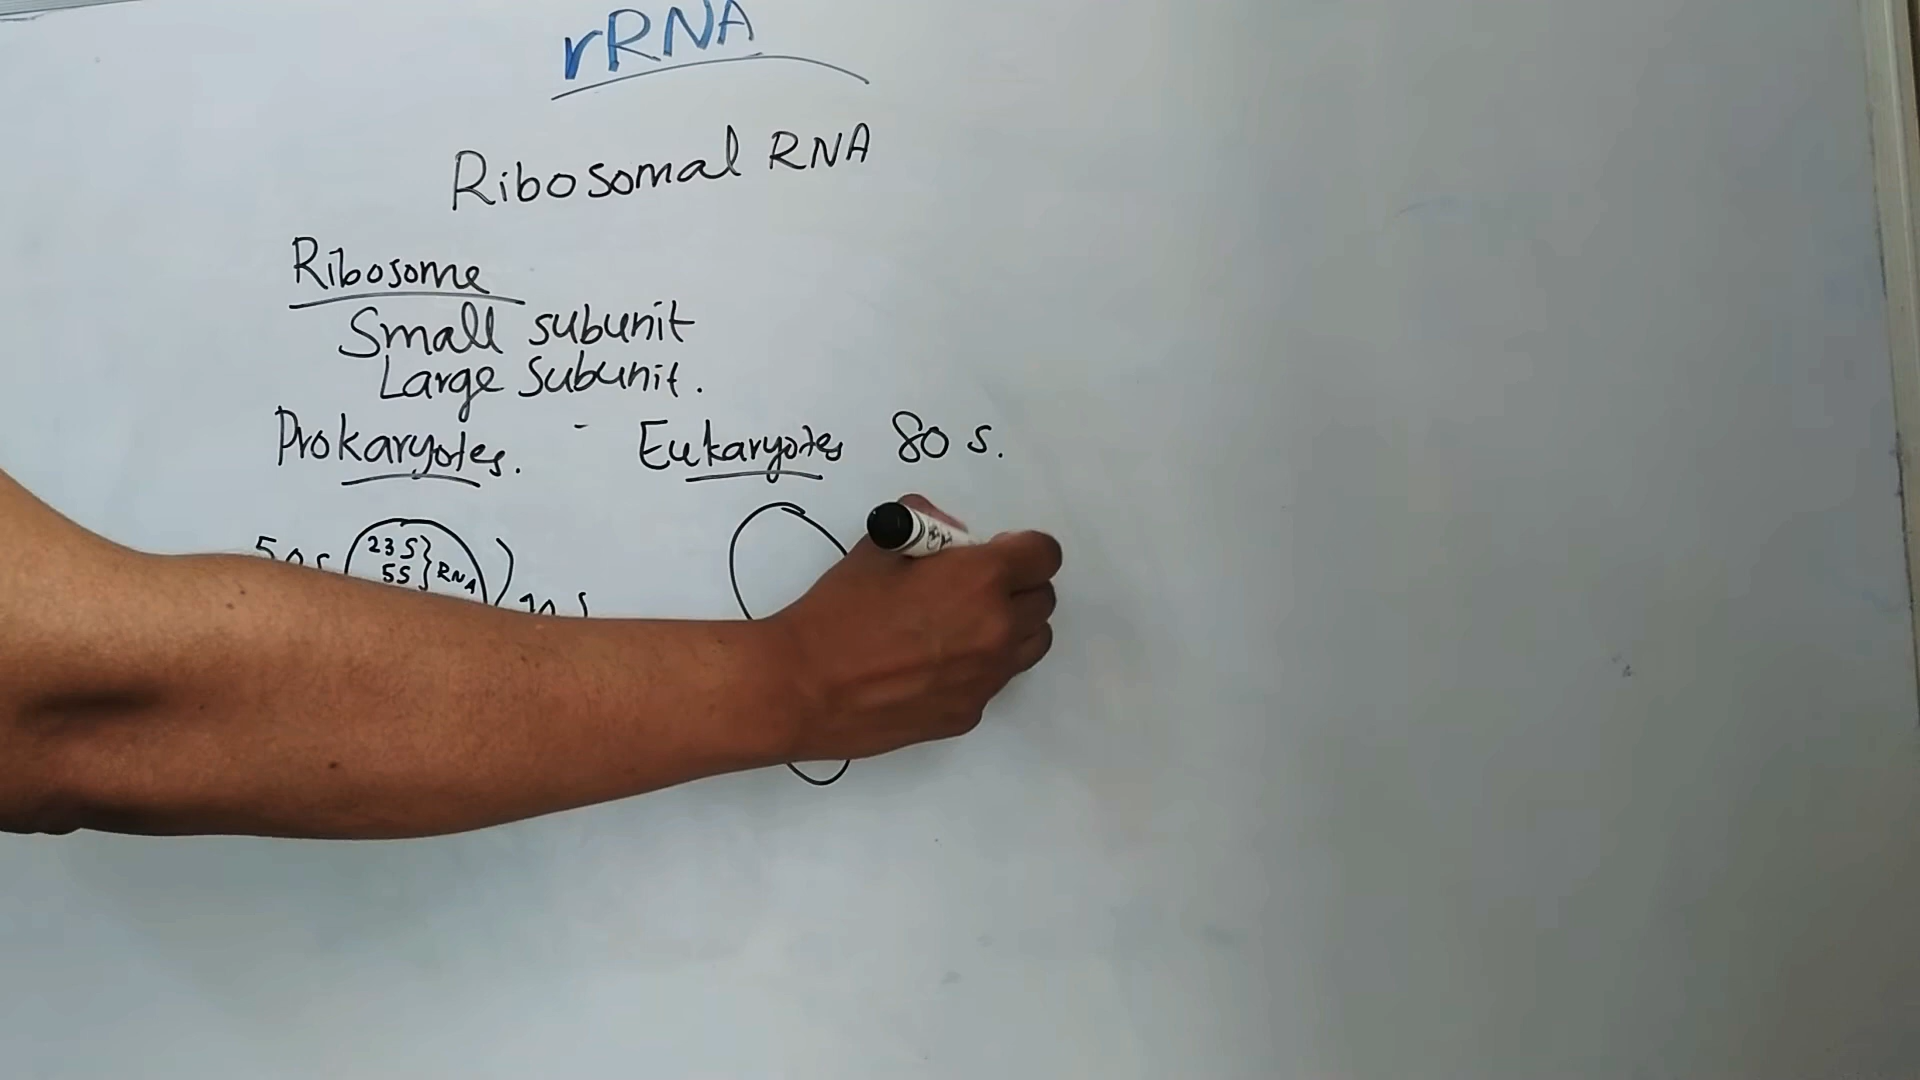 rRNA
Ribosomal RNA
Ribosome
Small subunit
Large Subunit.
Prokaryotes. - Eukaryotes 80 s.
23 S
5S } RNA